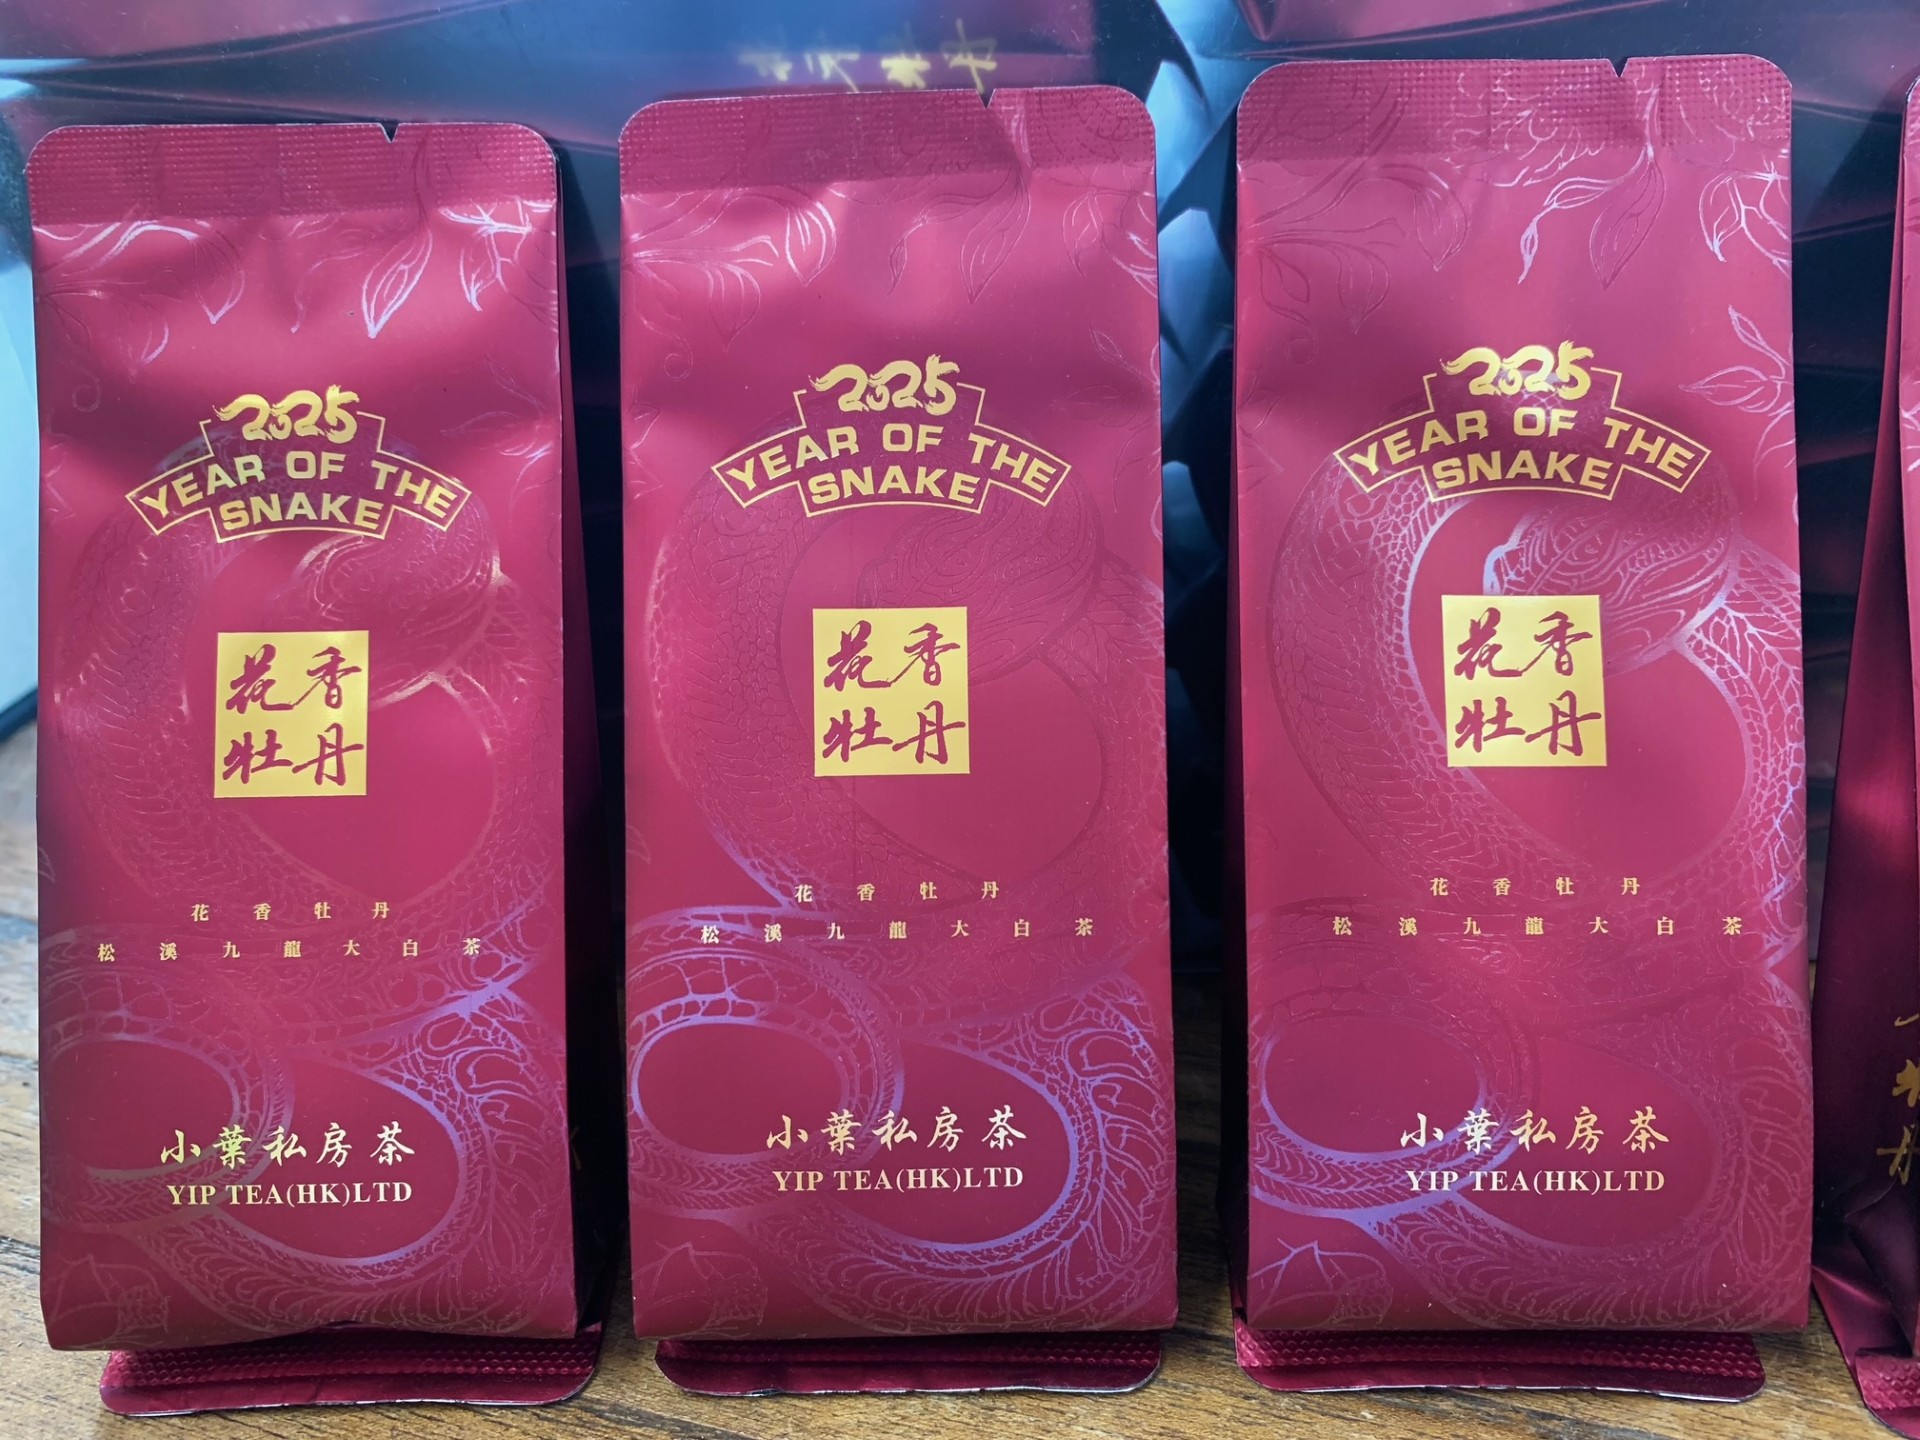 2025
YEAR OF THE
SNAKE
花香
牡丹
花香牡丹
松溪九龍大白茶
小葉私房茶
YIP TEA(HK)LTD
2025
YEAR OF THE
SNAKE
花香
牡丹
花香牡丹
松溪九龍大白茶
小葉私房茶
YIP TEA(HK)LTD
2025
YEAR OF THE
SNAKE
花香
牡丹
花香牡丹
松溪九龍大白茶
小葉私房茶
YIP TEA(HK)LTD
牡丹